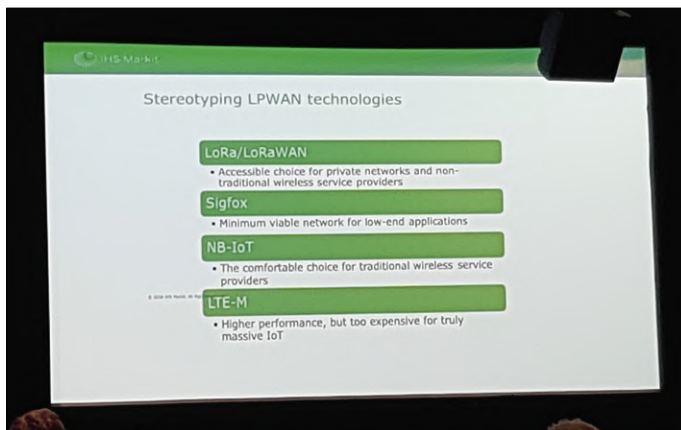 IHS Markit
Stereotyping LPWAN technologies
LoRa/LoRaWAN
• Accessible choice for private networks and non-
traditional wireless service providers
Sigfox
• Minimum viable network for low-end applications
NB-IoT
• The comfortable choice for traditional wireless service
providers
LTE-M
• Higher performance, but too expensive for truly
massive IoT